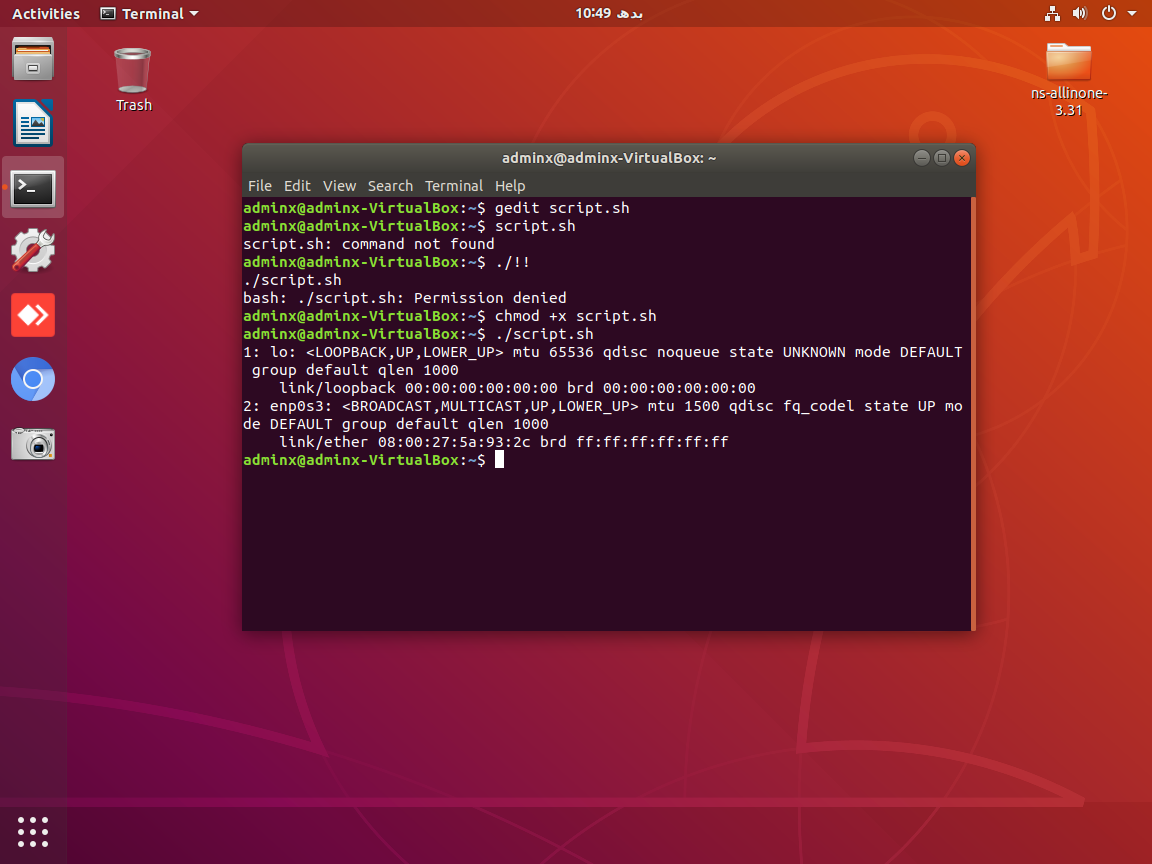 Activities Terminal 10:49 بدھ
Trash
ns-allinone-
3.31
adminx@adminx-VirtualBox: ~
File Edit View Search Terminal Help
adminx@adminx-VirtualBox:~$ gedit script.sh
adminx@adminx-VirtualBox:~$ script.sh
script.sh: command not found
adminx@adminx-VirtualBox:~$ ./!!
./script.sh
bash: ./script.sh: Permission denied
adminx@adminx-VirtualBox:~$ chmod +x script.sh
adminx@adminx-VirtualBox:~$ ./script.sh
1: lo: <LOOPBACK,UP,LOWER_UP> mtu 65536 qdisc noqueue state UNKNOWN mode DEFAULT
 group default qlen 1000
    link/loopback 00:00:00:00:00:00 brd 00:00:00:00:00:00
2: enp0s3: <BROADCAST,MULTICAST,UP,LOWER_UP> mtu 1500 qdisc fq_codel state UP mo
de DEFAULT group default qlen 1000
    link/ether 08:00:27:5a:93:2c brd ff:ff:ff:ff:ff:ff
adminx@adminx-VirtualBox:~$